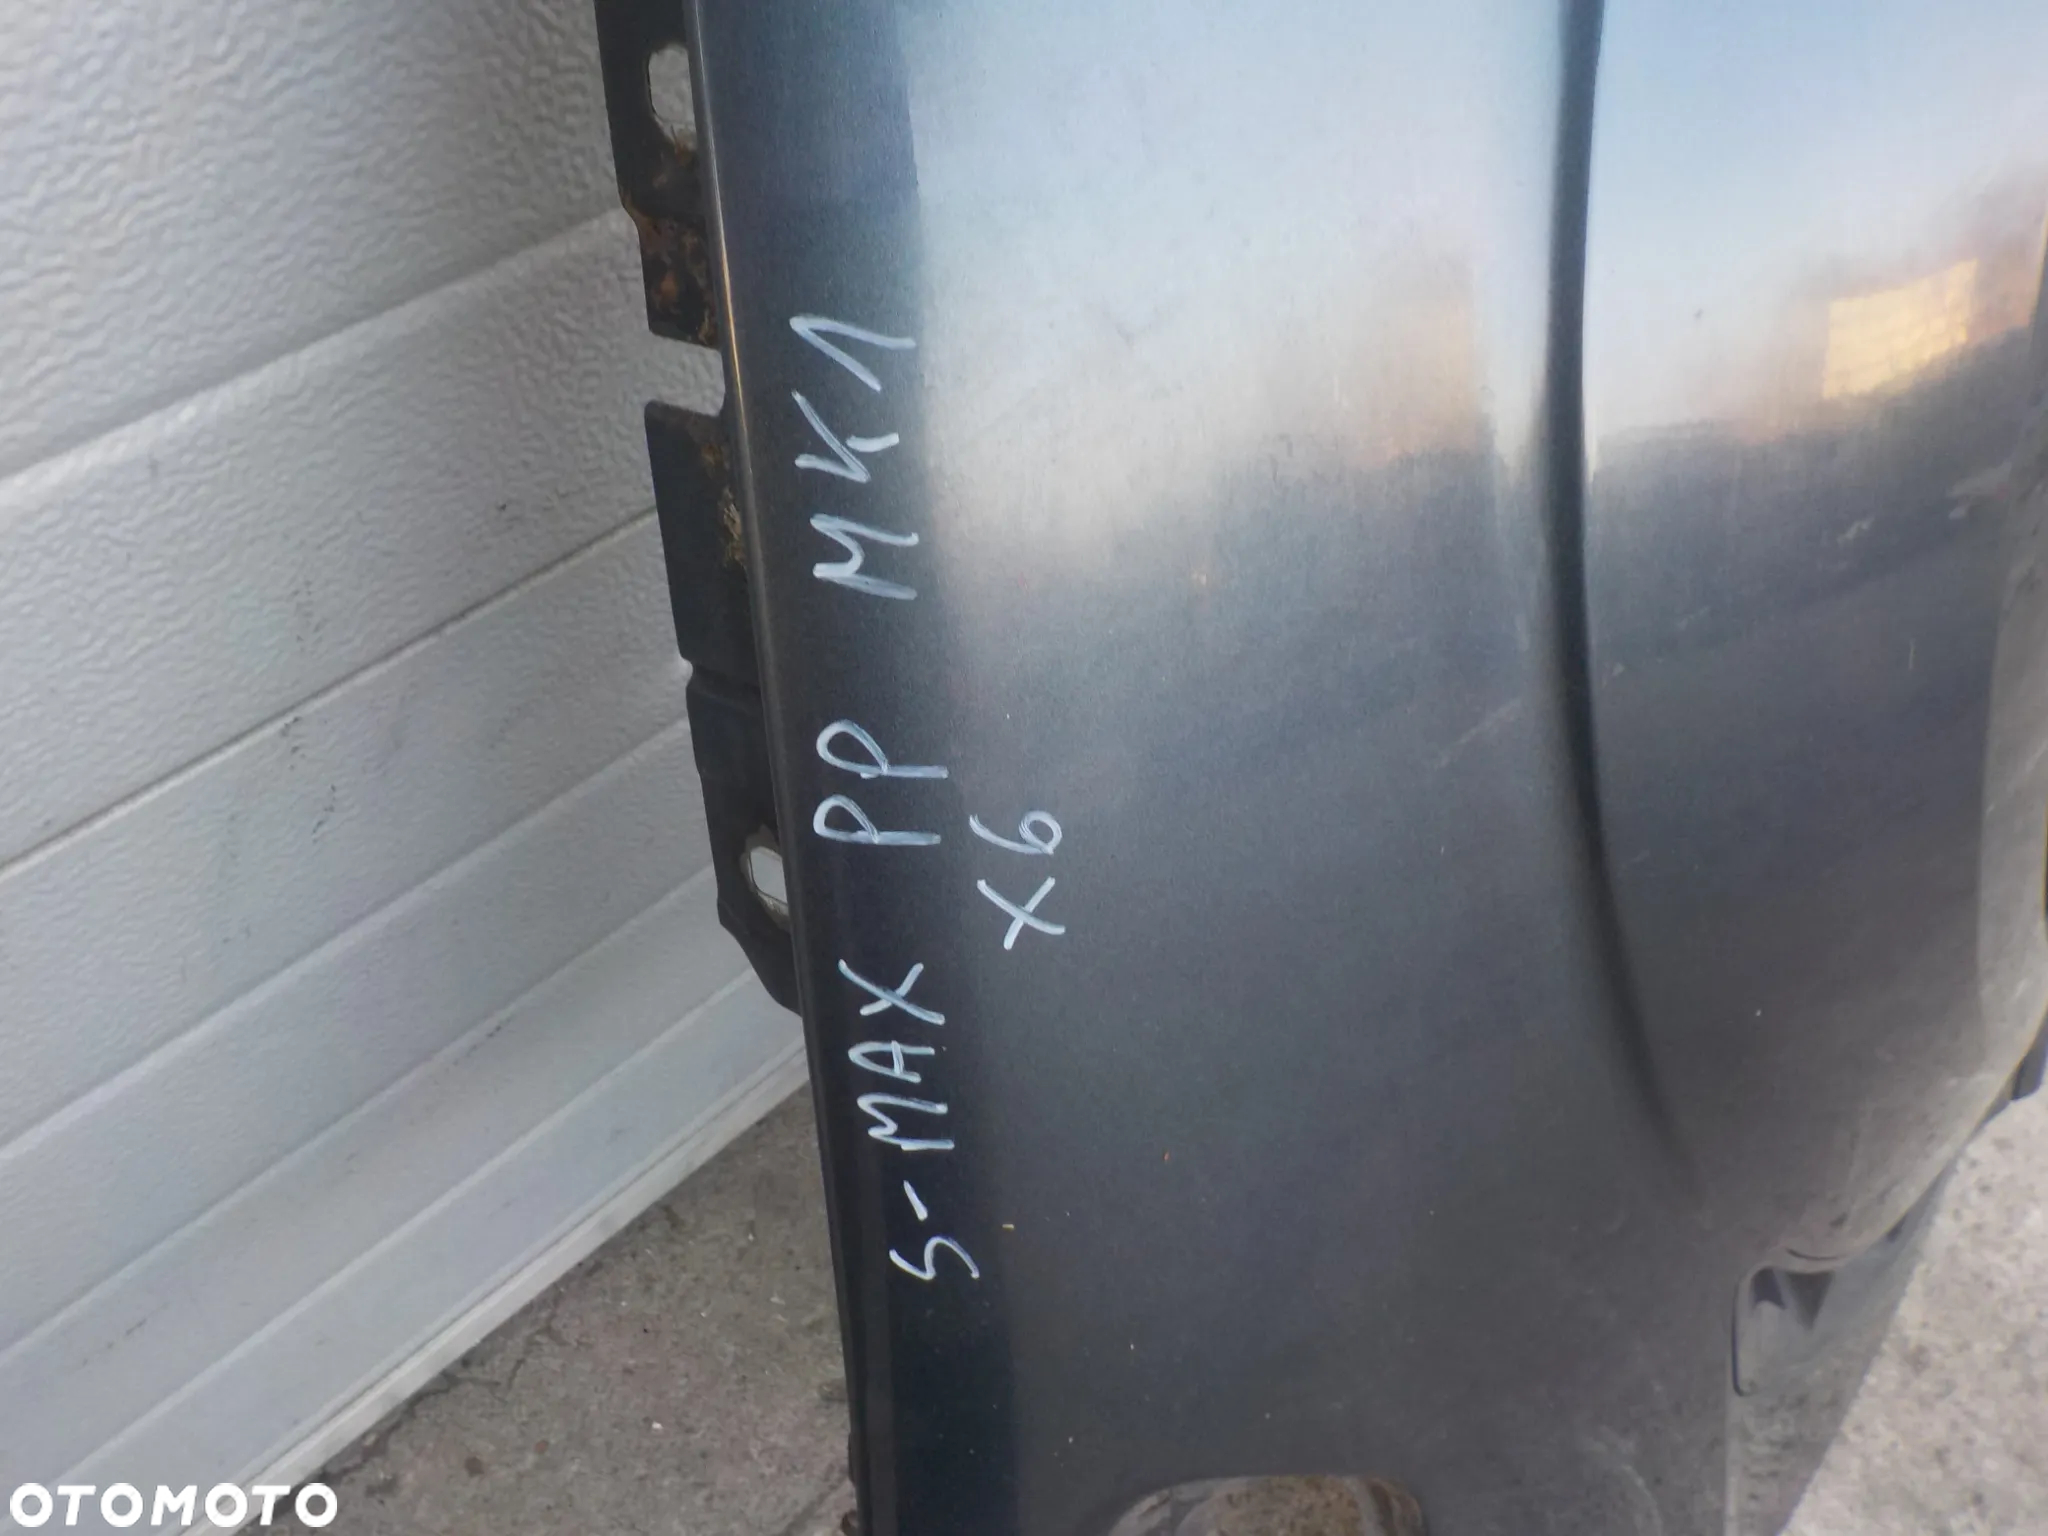 S-MAX PP MK1
X6
OTOMOTO